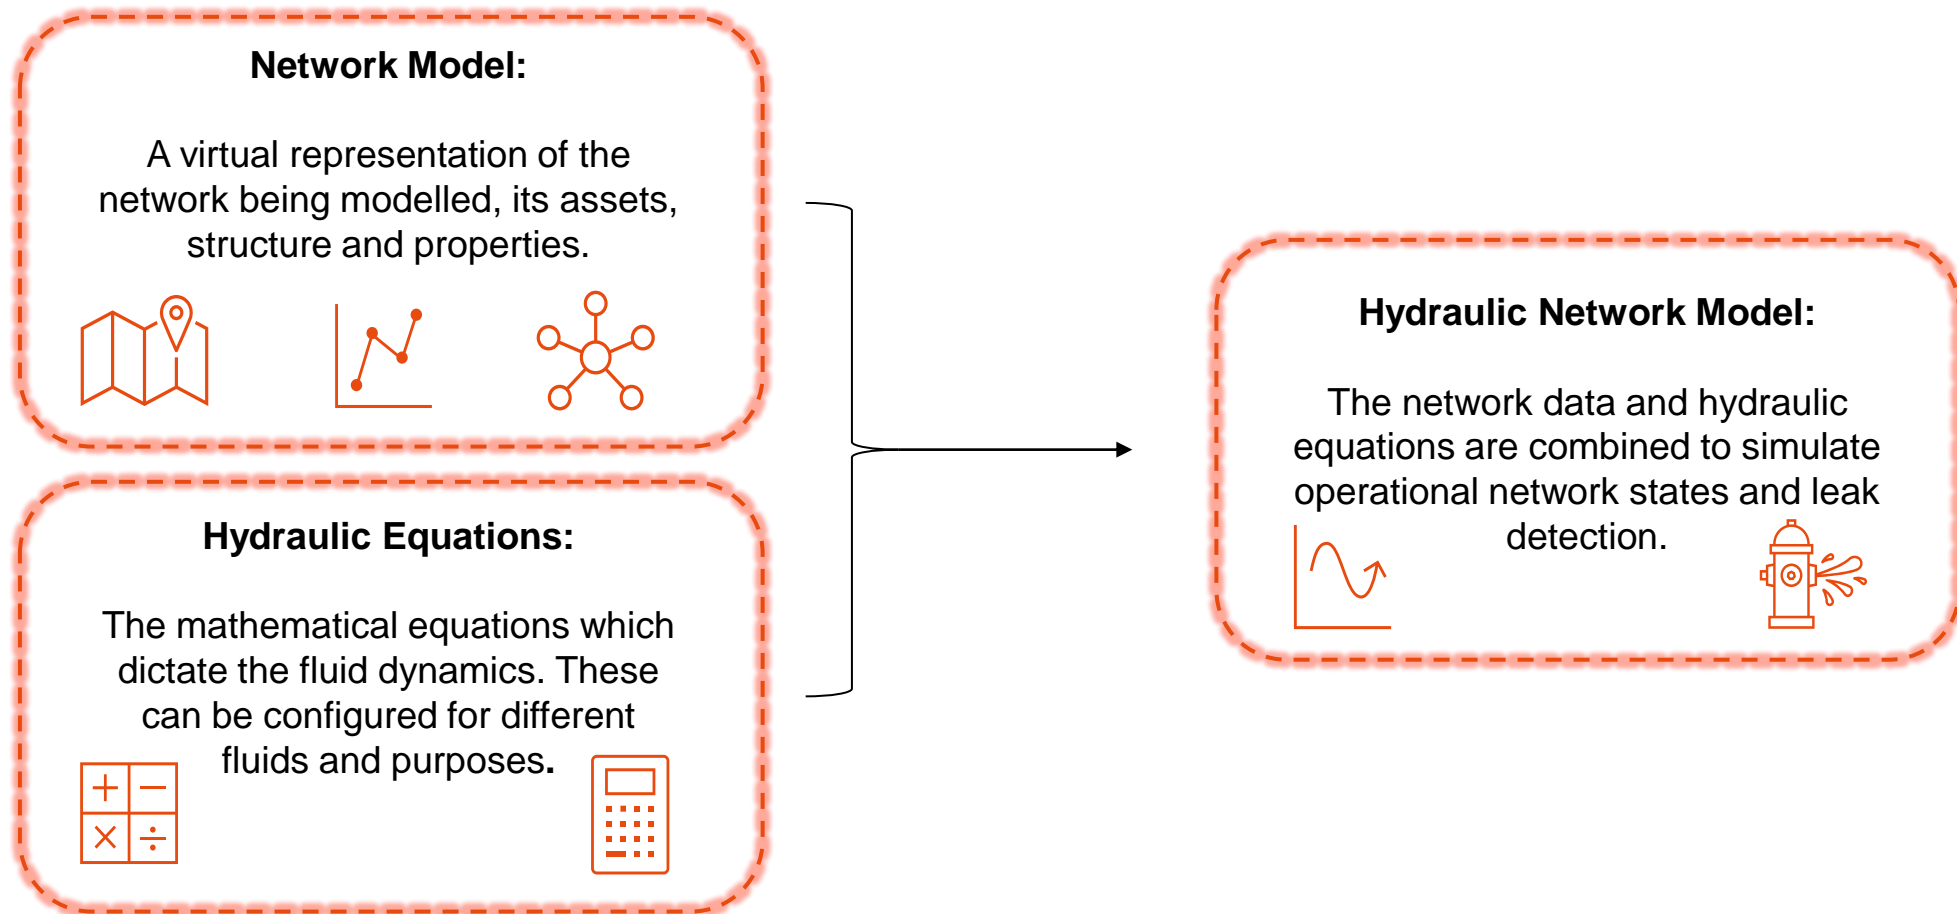 Network Model:
A virtual representation of the
network being modelled, its assets,
structure and properties.
Hydraulic Equations:
The mathematical equations which
dictate the fluid dynamics. These
can be configured for different
fluids and purposes.
Hydraulic Network Model:
The network data and hydraulic
equations are combined to simulate
operational network states and leak
detection.